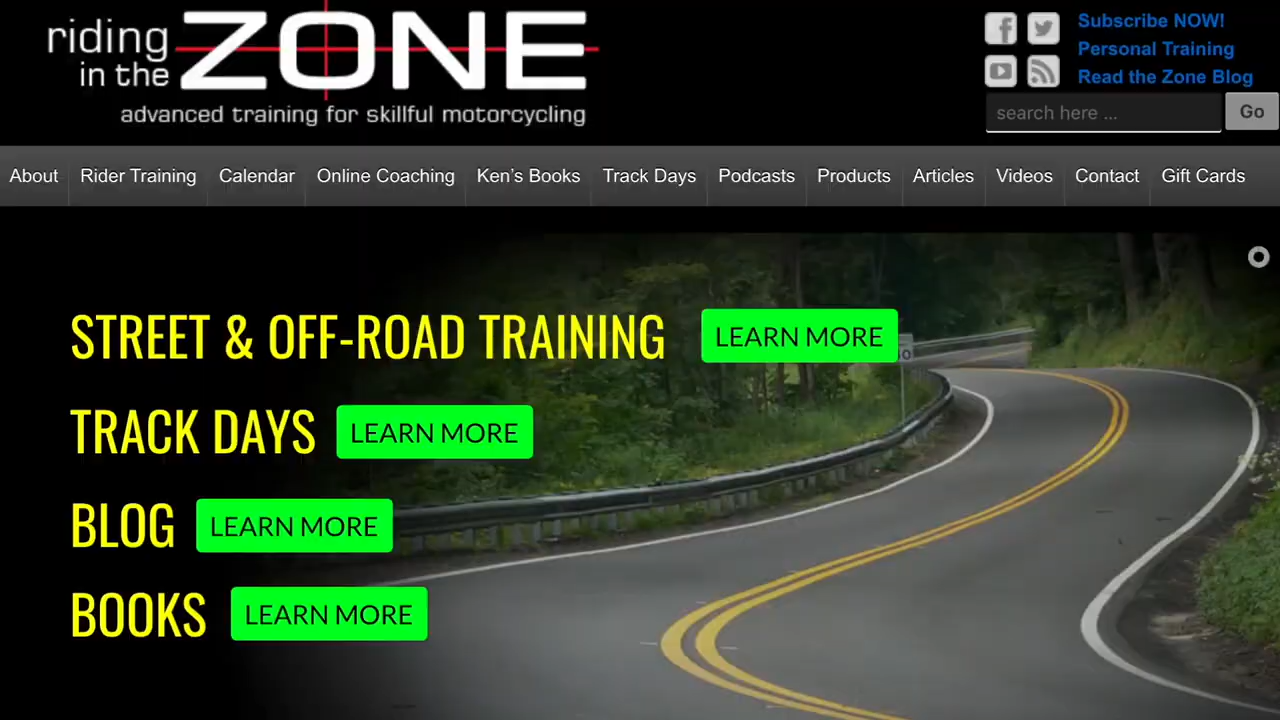 riding
in the
ZONE
advanced training for skillful motorcycling
Subscribe NOW!
Personal Training
Read the Zone Blog
search here ...
Go
About
Rider Training
Calendar
Online Coaching
Ken's Books
Track Days
Podcasts
Products
Articles
Videos
Contact
Gift Cards
STREET & OFF-ROAD TRAINING
LEARN MORE
TRACK DAYS
LEARN MORE
BLOG
LEARN MORE
BOOKS
LEARN MORE